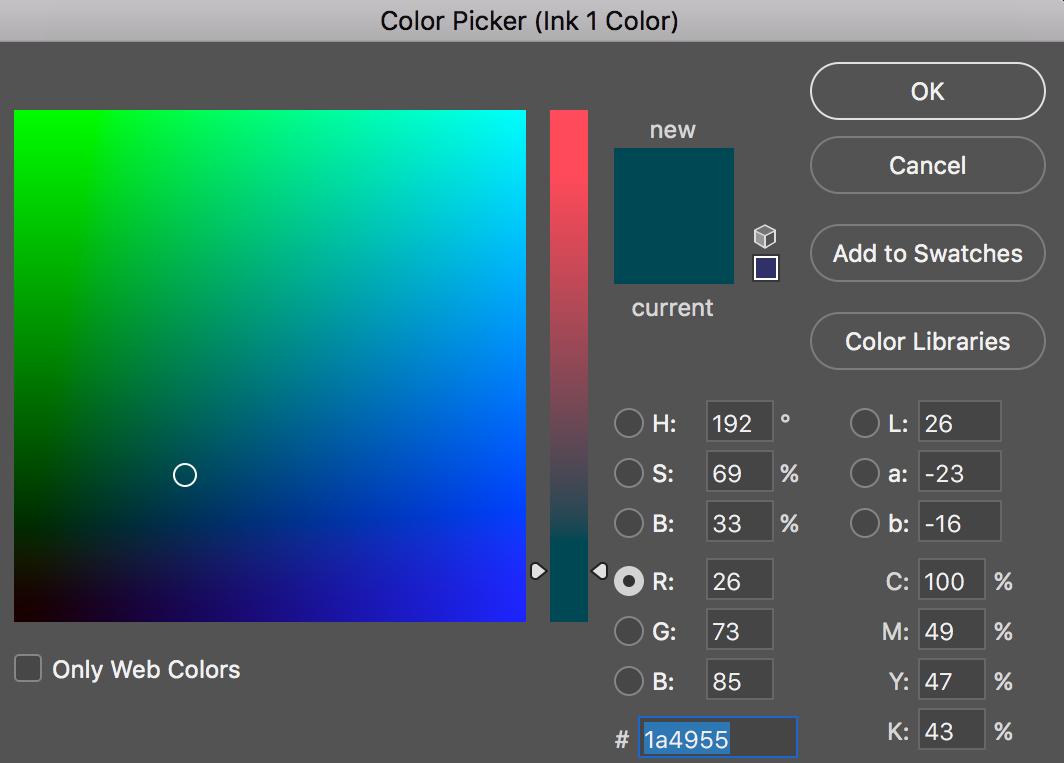 Color Picker (Ink 1 Color)
new
current
OK
Cancel
Add to Swatches
Color Libraries
H: 192 °
S: 69 %
B: 33 %
R: 26
G: 73
B: 85
# 1a4955
L: 26
a: -23
b: -16
C: 100 %
M: 49 %
Y: 47 %
K: 43 %
Only Web Colors